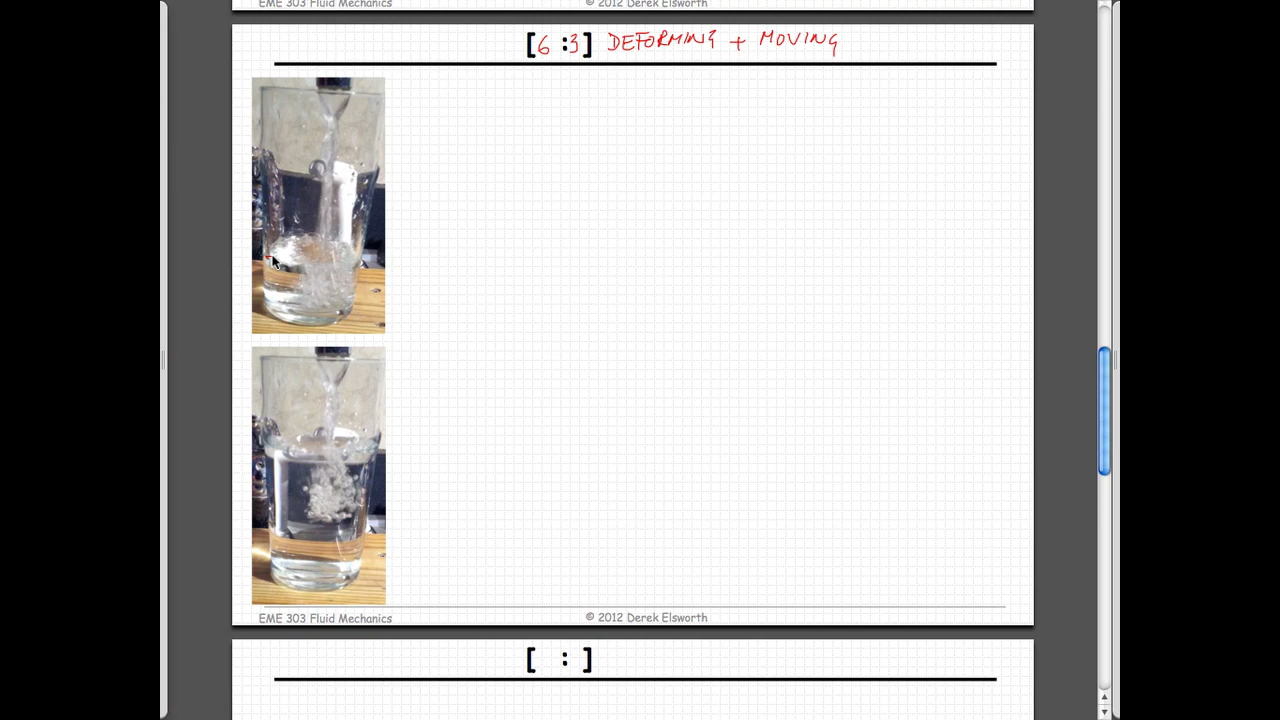 EME 303 Fluid Mechanics © 2012 Derek Elsworth
[6 :3] DEFORMING + MOVING
EME 303 Fluid Mechanics © 2012 Derek Elsworth
[ : ]